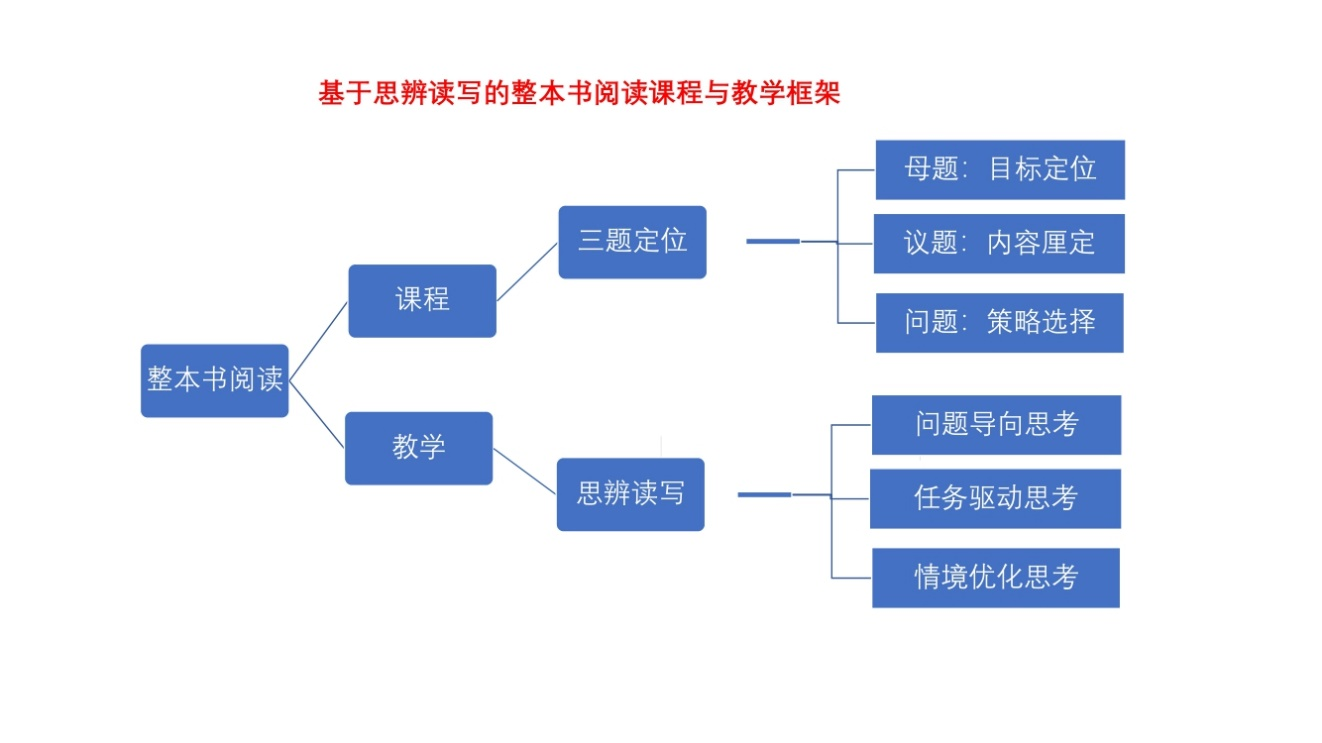 基于思辨读写的整本书阅读课程与教学框架
母题：目标定位
三题定位
议题：内容厘定
课程
问题：策略选择
整本书阅读
教学
问题导向思考
思辨读写
任务驱动思考
情境优化思考